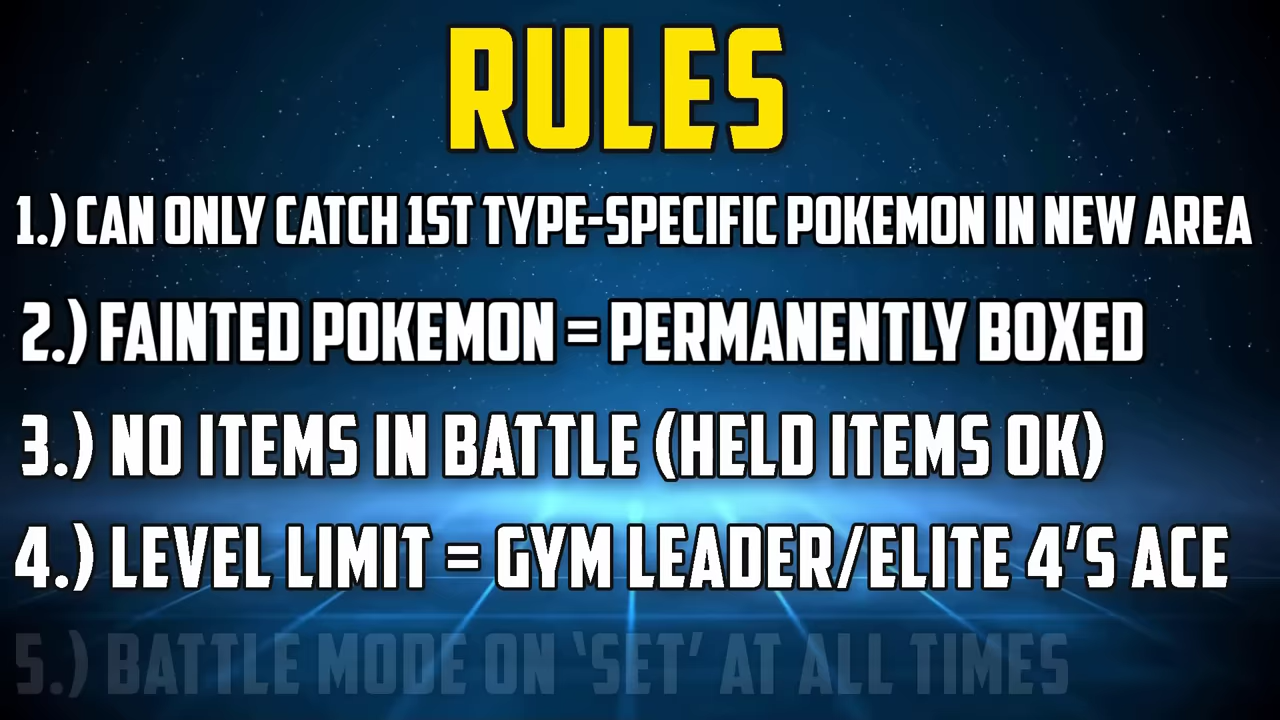 RULES
1.) CAN ONLY CATCH 1ST TYPE-SPECIFIC POKEMON IN NEW AREA
2.) FAINTED POKEMON = PERMANENTLY BOXED
3.) NO ITEMS IN BATTLE (HELD ITEMS OK)
4.) LEVEL LIMIT = GYM LEADER/ELITE 4'S ACE
5.) BATTLE MODE ON 'SET' AT ALL TIMES